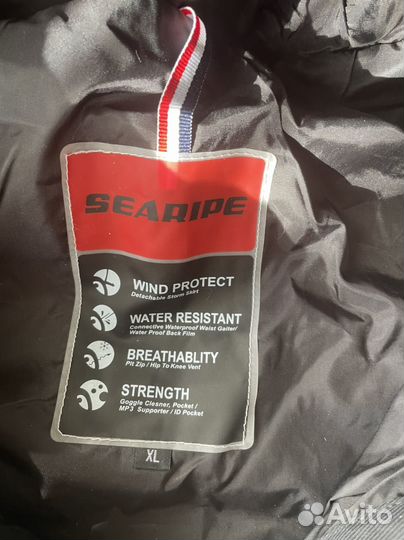 SEARIPE
WIND PROTECT
Detachable Storm Skirt
WATER RESISTANT
Connective Waterproof Waist Gaiter/
Water Proof Back Film
BREATHABLITY
Pit Zip / Hip To Knee Vent
STRENGTH
Goggle Clesner, Pocket /
MP3 Supporter / ID Pocket
XL
Avito